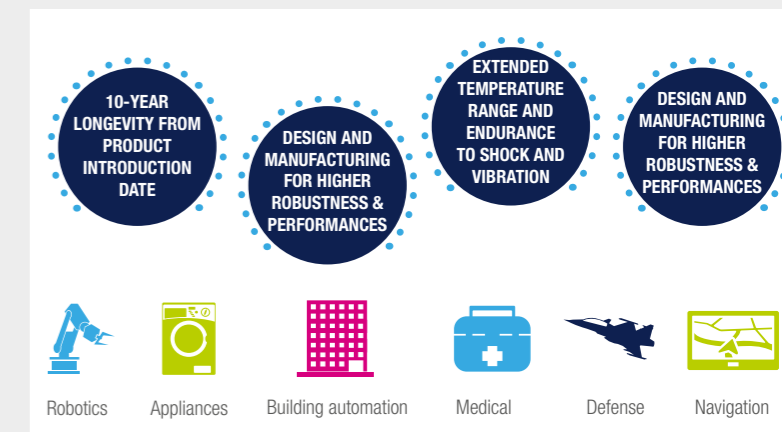 10-YEAR
LONGEVITY FROM
PRODUCT
INTRODUCTION
DATE
DESIGN AND
MANUFACTURING
FOR HIGHER
ROBUSTNESS &
PERFORMANCES
EXTENDED
TEMPERATURE
RANGE AND
ENDURANCE
TO SHOCK AND
VIBRATION
DESIGN AND
MANUFACTURING
FOR HIGHER
ROBUSTNESS &
PERFORMANCES
Robotics
Appliances
Building automation
Medical
Defense
Navigation